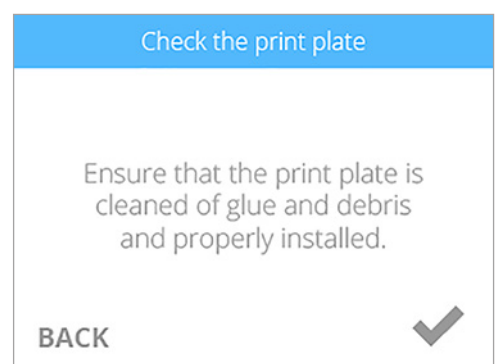 Check the print plate
Ensure that the print plate is
cleaned of glue and debris
and properly installed.
BACK